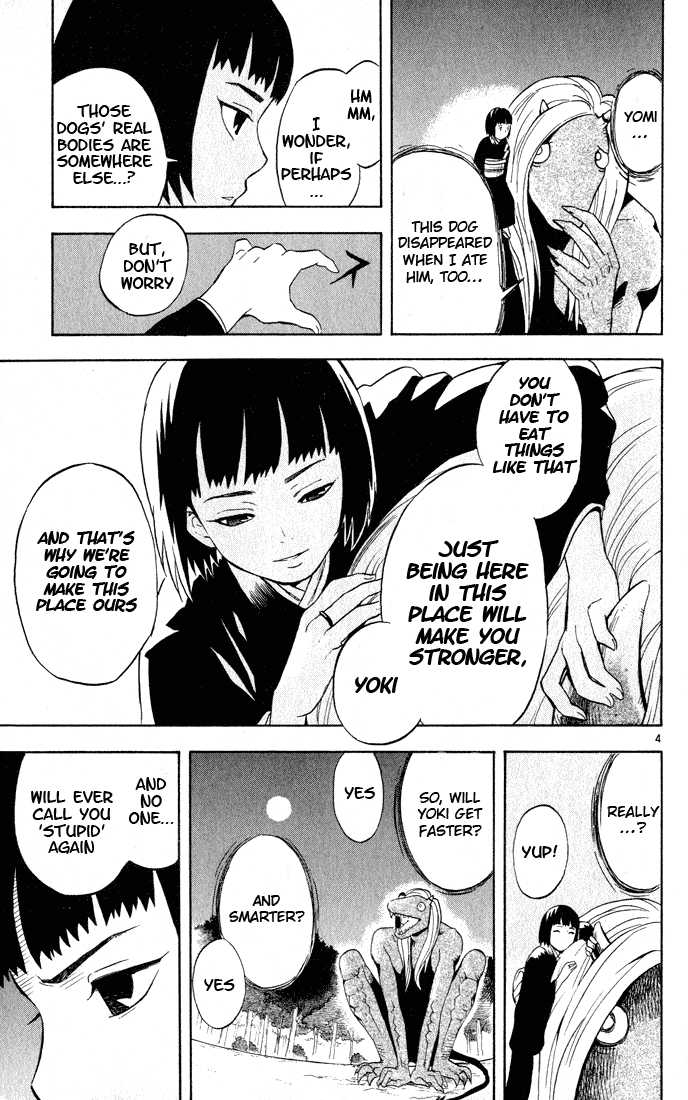 YOMI
...
THIS DOG
DISAPPEARED
WHEN I ATE
HIM, TOO...
HM
MM,
I
WONDER,
IF
PERHAPS
...
THOSE
DOGS' REAL
BODIES ARE
SOMEWHERE
ELSE...?
BUT,
DON'T
WORRY
YOU
DON'T
HAVE TO
EAT
THINGS
LIKE THAT
JUST
BEING HERE
IN THIS
PLACE WILL
MAKE YOU
STRONGER,
YOKI
AND THAT'S
WHY WE'RE
GOING TO
MAKE THIS
PLACE OURS
4
REALLY
...?
YUP!
SO, WILL
YOKI GET
FASTER?
YES
AND
SMARTER?
YES
AND
NO
ONE...
WILL EVER
CALL YOU
'STUPID'
AGAIN